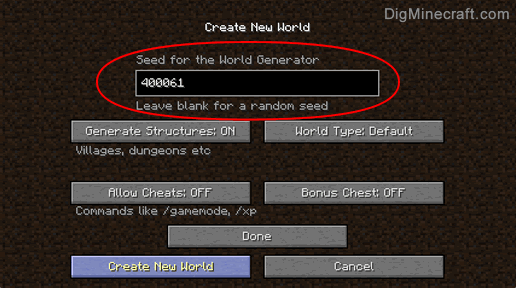 DigMinecraft.com
Create New World
Seed for the World Generator
400061
Leave blank for a random seed
Generate Structures: ON World Type: Default
Villages, dungeons etc
Allow Cheats: OFF Bonus Chest: OFF
Commands like /gamemode, /xp
Done
Create New World Cancel